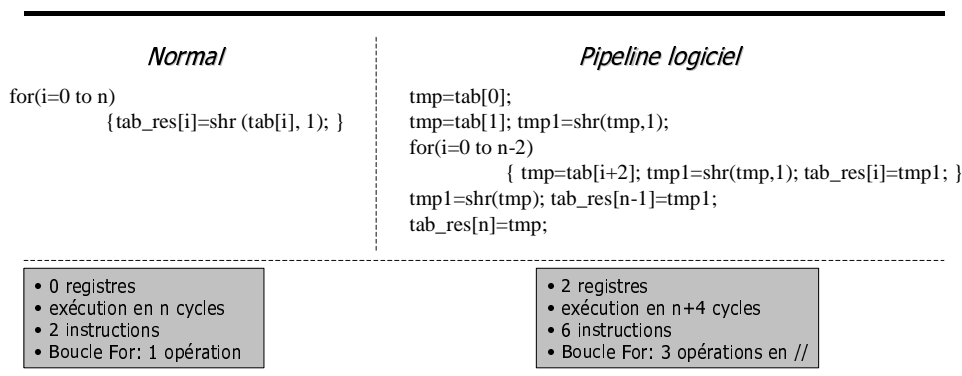 Normal
for(i=0 to n)
{tab_res[i]=shr (tab[i], 1); }
Pipeline logiciel
tmp=tab[0];
tmp=tab[1]; tmp1=shr(tmp,1);
for(i=0 to n-2)
{ tmp=tab[i+2]; tmp1=shr(tmp,1); tab_res[i]=tmp1; }
tmp1=shr(tmp); tab_res[n-1]=tmp1;
tab_res[n]=tmp;
• 0 registres
• exécution en n cycles
• 2 instructions
• Boucle For: 1 opération
• 2 registres
• exécution en n+4 cycles
• 6 instructions
• Boucle For: 3 opérations en //